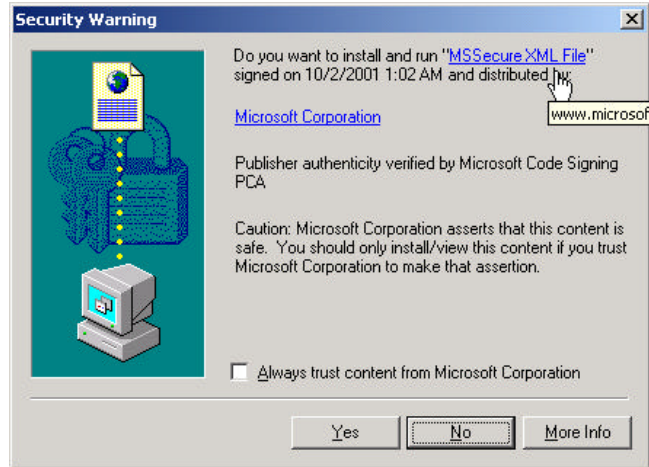 Security Warning
Do you want to install and run "MSSecure XML File"
signed on 10/2/2001 1:02 AM and distributed
www.microsof
Microsoft Corporation
Publisher authenticity verified by Microsoft Code Signing
PCA
Caution: Microsoft Corporation asserts that this content is
safe. You should only install/view this content if you trust
Microsoft Corporation to make that assertion.
Always trust content from Microsoft Corporation
Yes
No
More Info